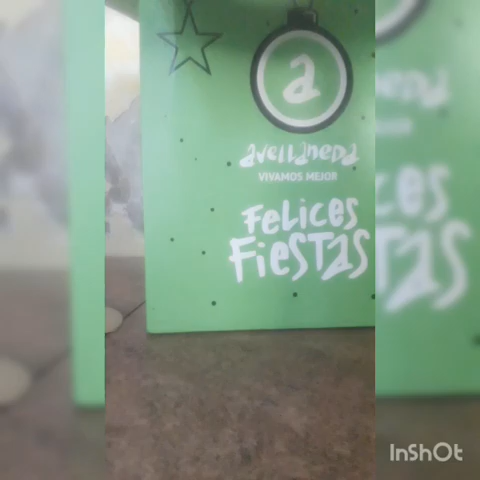 a
avellaneda
VIVAMOS MEJOR
FELICES
FIESTAS
InShOt